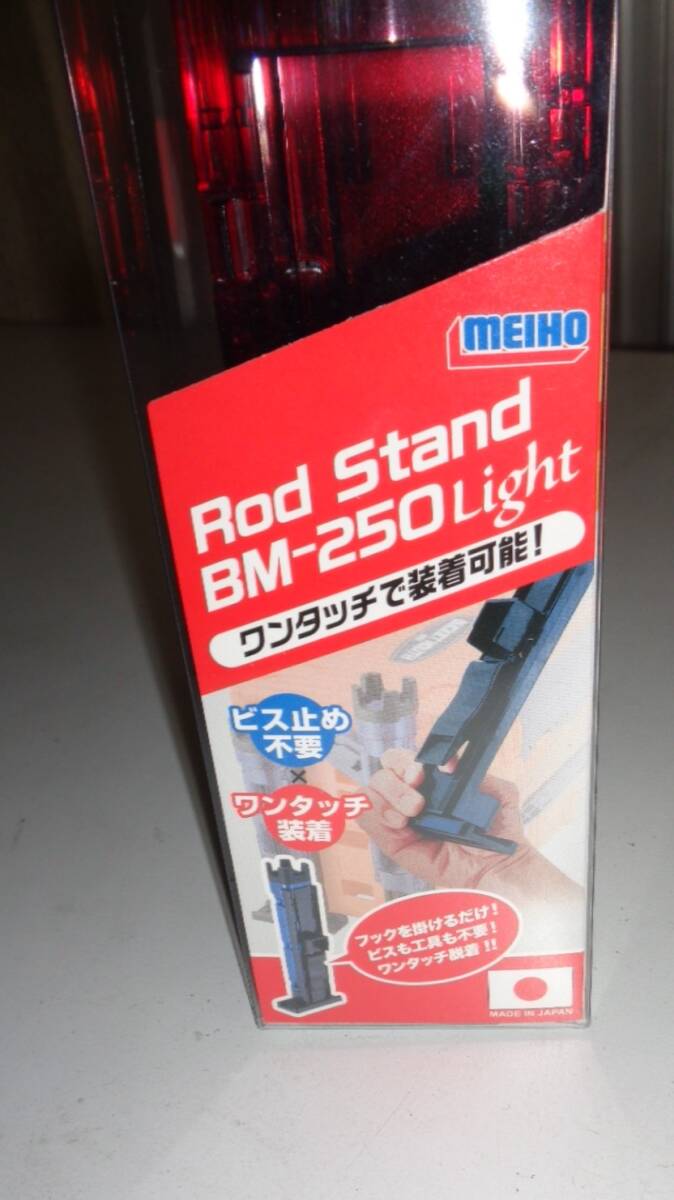 MEIHO
Rod Stand
BM-250 Light
ワンタッチで装着可能！
BUCKET MOUTH
ビス止め
不要
×
ワンタッチ
装着
フックを掛けるだけ！
ビスも工具も不要！
ワンタッチ脱着！！
MADE IN JAPAN